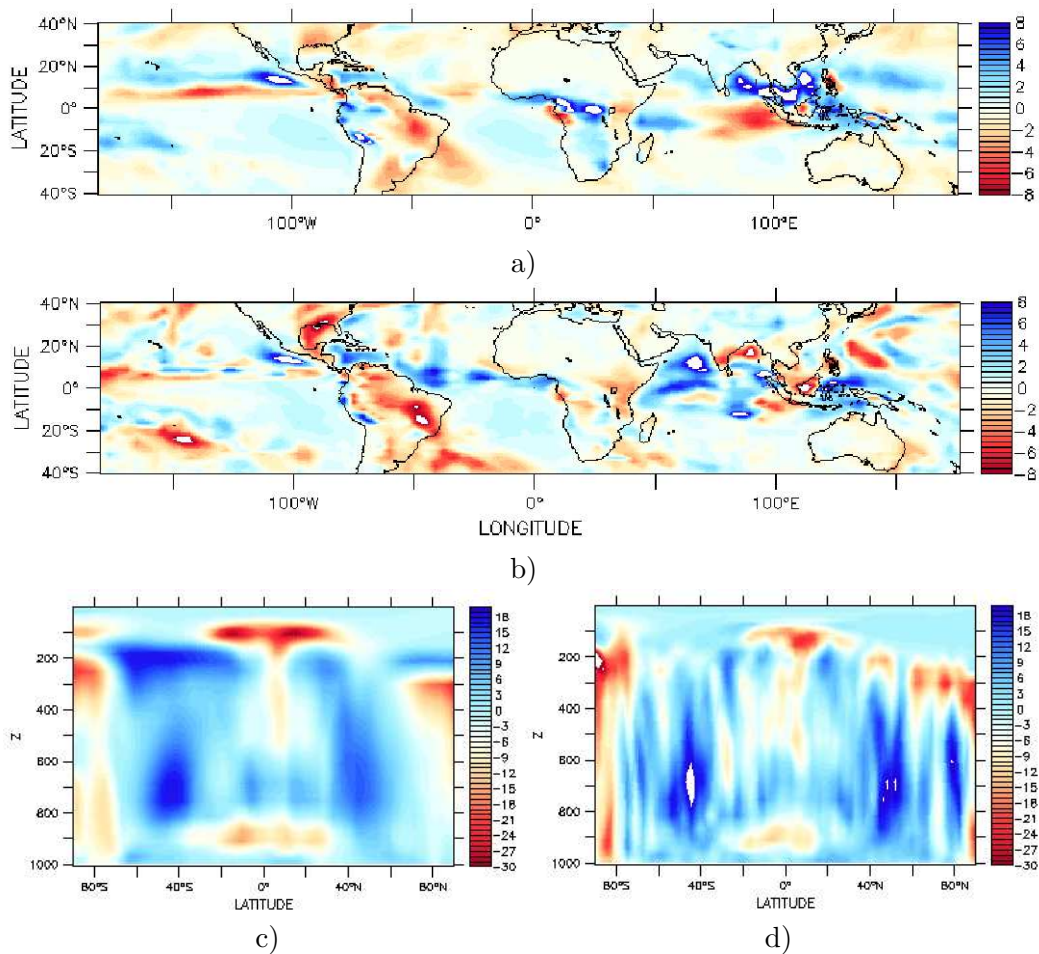 40°N 8
6
20°N 4
2
LATITUDE 0° 0
-2
20°S -4
-6
40°S -8
100°W 0° 100°E
a)
40°N 8
6
20°N 4
2
LATITUDE 0° 0
-2
20°S -4
-6
40°S -8
100°W 0° 100°E
LONGITUDE
b)
Z
200
400
600
800
1000
80°S 40°S 0° 40°N 80°N
LATITUDE
18
15
12
9
6
3
0
-3
-6
-9
-12
-15
-18
-21
-24
-27
-30
c)
Z
200
400
600
800
1000
80°S 40°S 0° 40°N 80°N
LATITUDE
18
15
12
9
6
3
0
-3
-6
-9
-12
-15
-18
-21
-24
-27
-30
d)